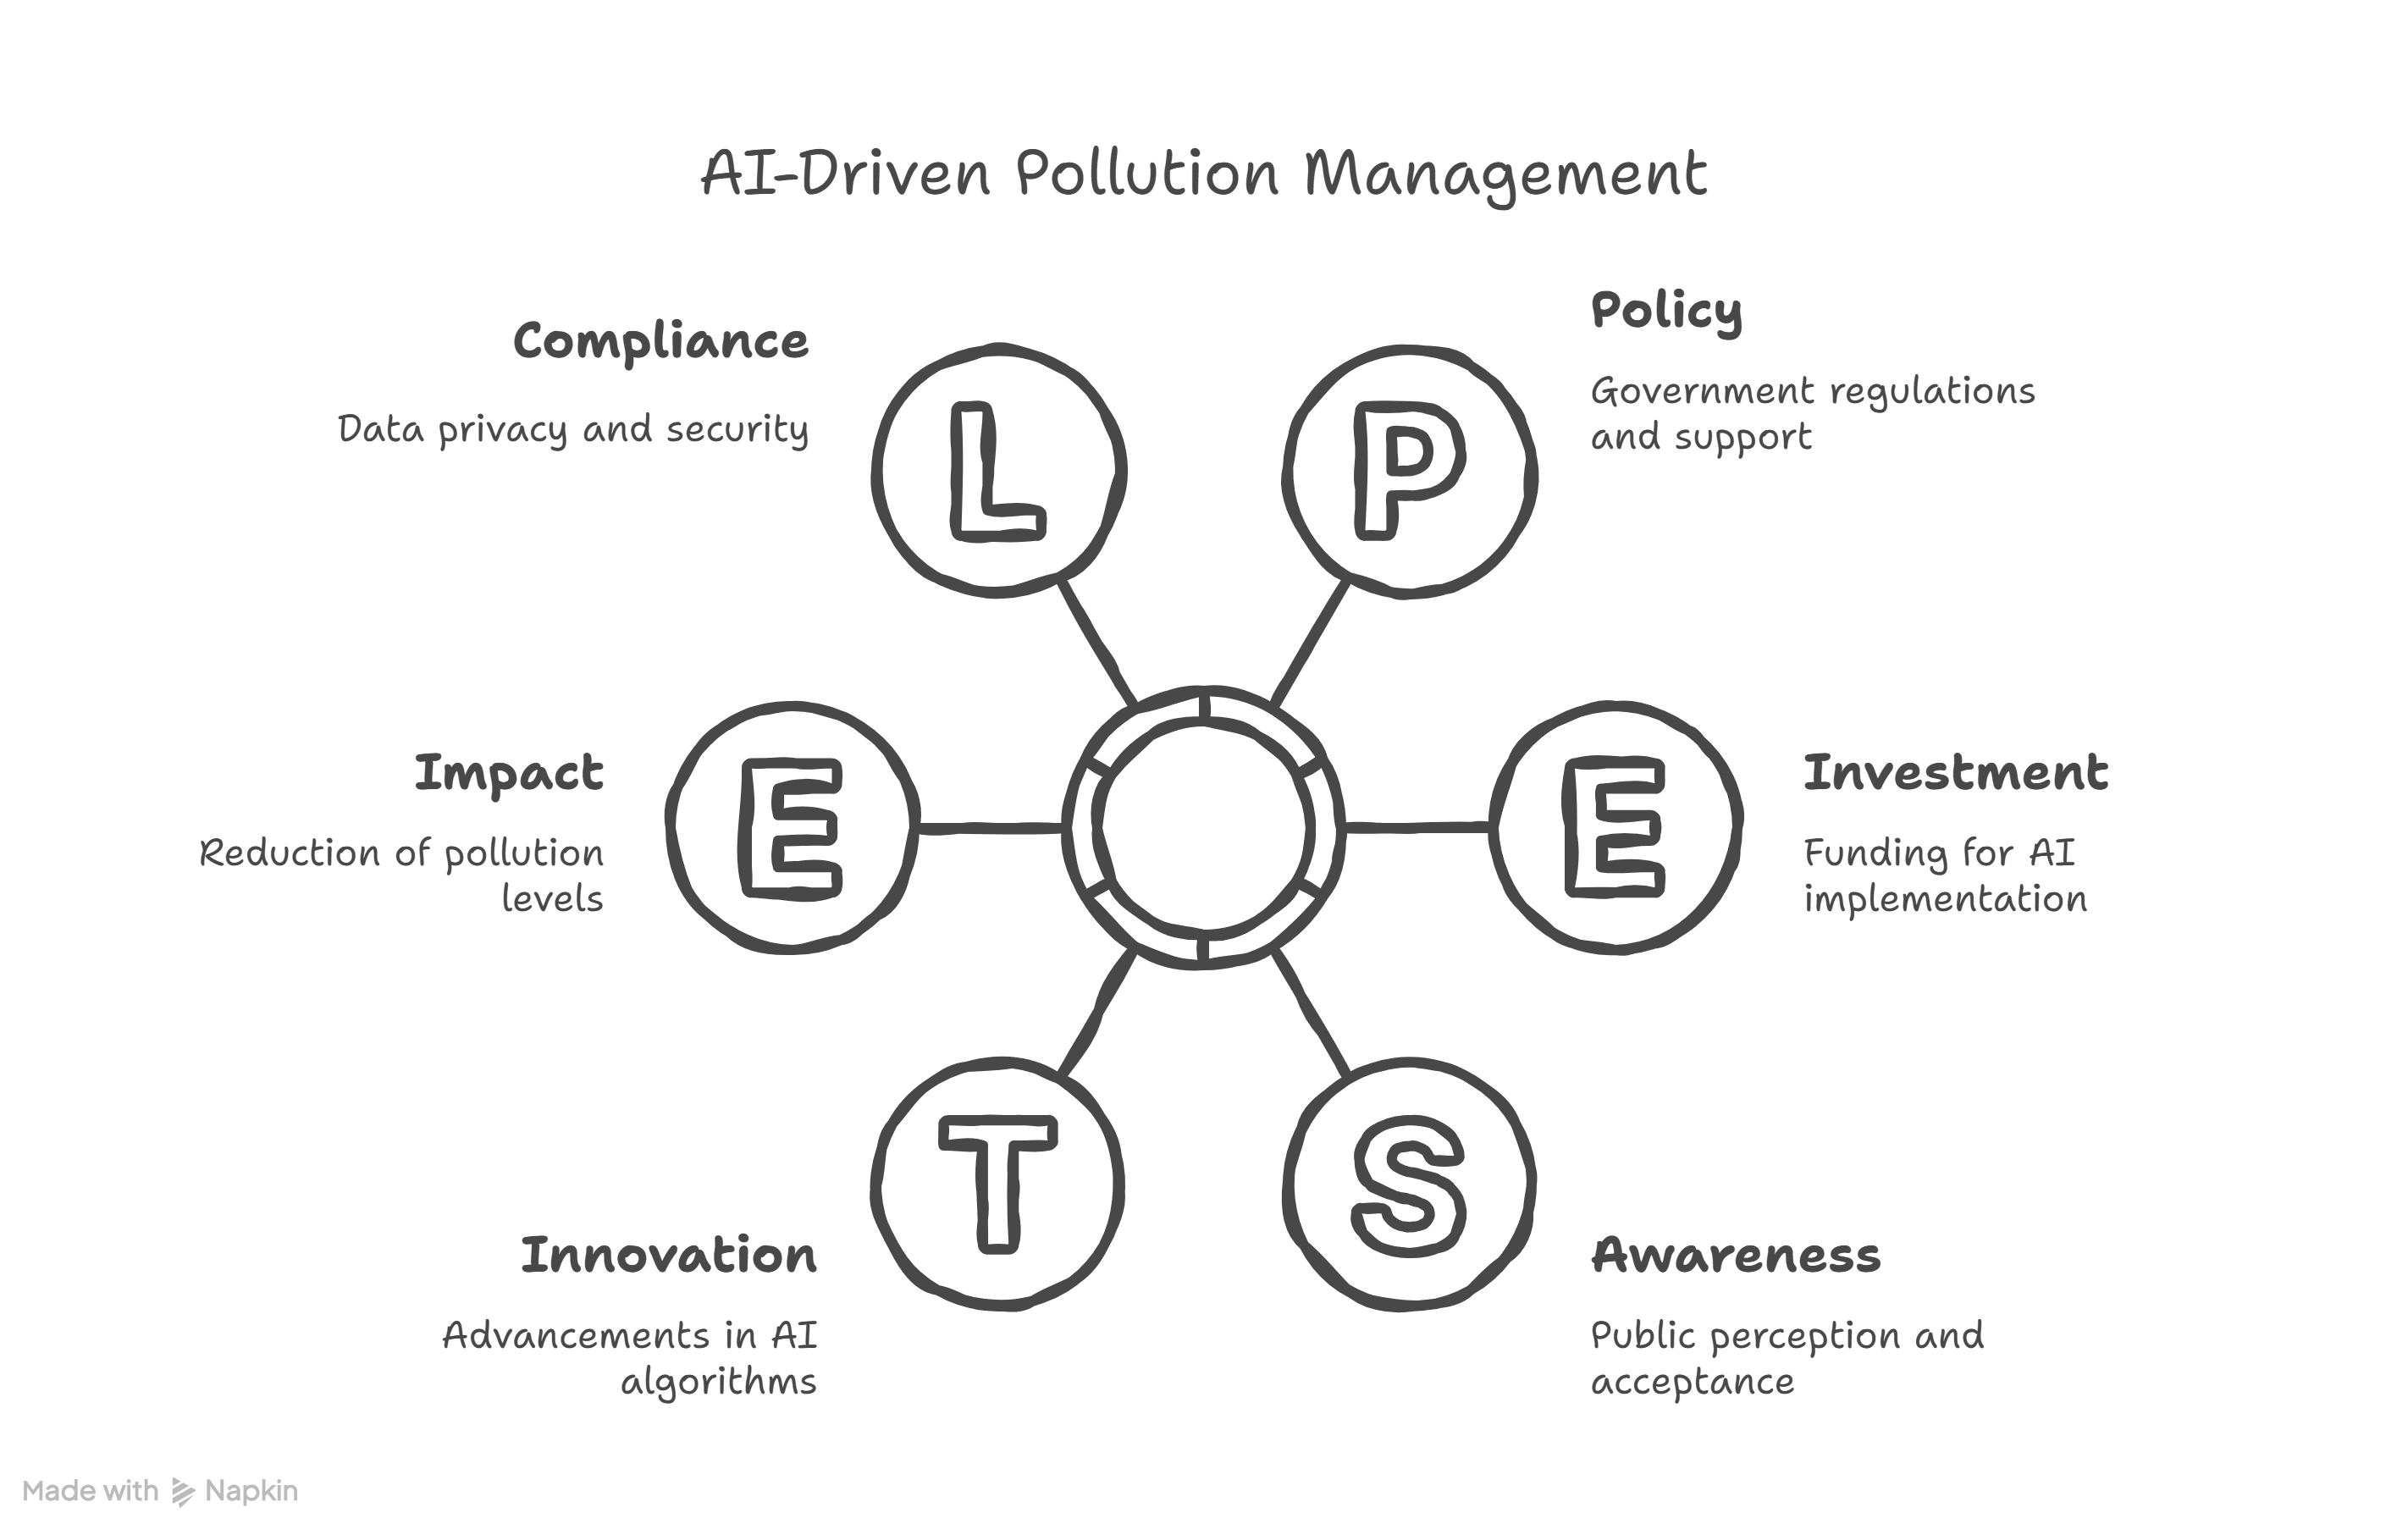 AI-Driven Pollution Management
Compliance
Data privacy and security
L
P
Policy
Government regulations
and support
Impact
Reduction of pollution
levels
E
E
Investment
Funding for AI
implementation
T
S
Innovation
Advancements in AI
algorithms
Awareness
Public perception and
acceptance
Made with Napkin